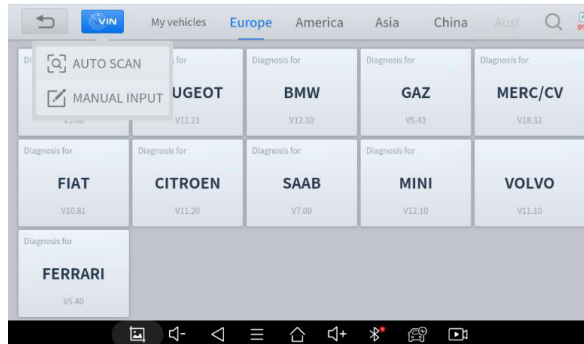 VIN My vehicles Europe America Asia China Aust
AUTO SCAN
MANUAL INPUT
Diagnosis for Diagnosis for Diagnosis for
BMW GAZ MERC/CV
V11.21 V12.10 V5.43 V18.32
Diagnosis for Diagnosis for Diagnosis for Diagnosis for
FIAT CITROEN SAAB MINI VOLVO
V10.81 V11.20 V7.00 V12.10 V11.10
Diagnosis for
FERRARI
V5.40